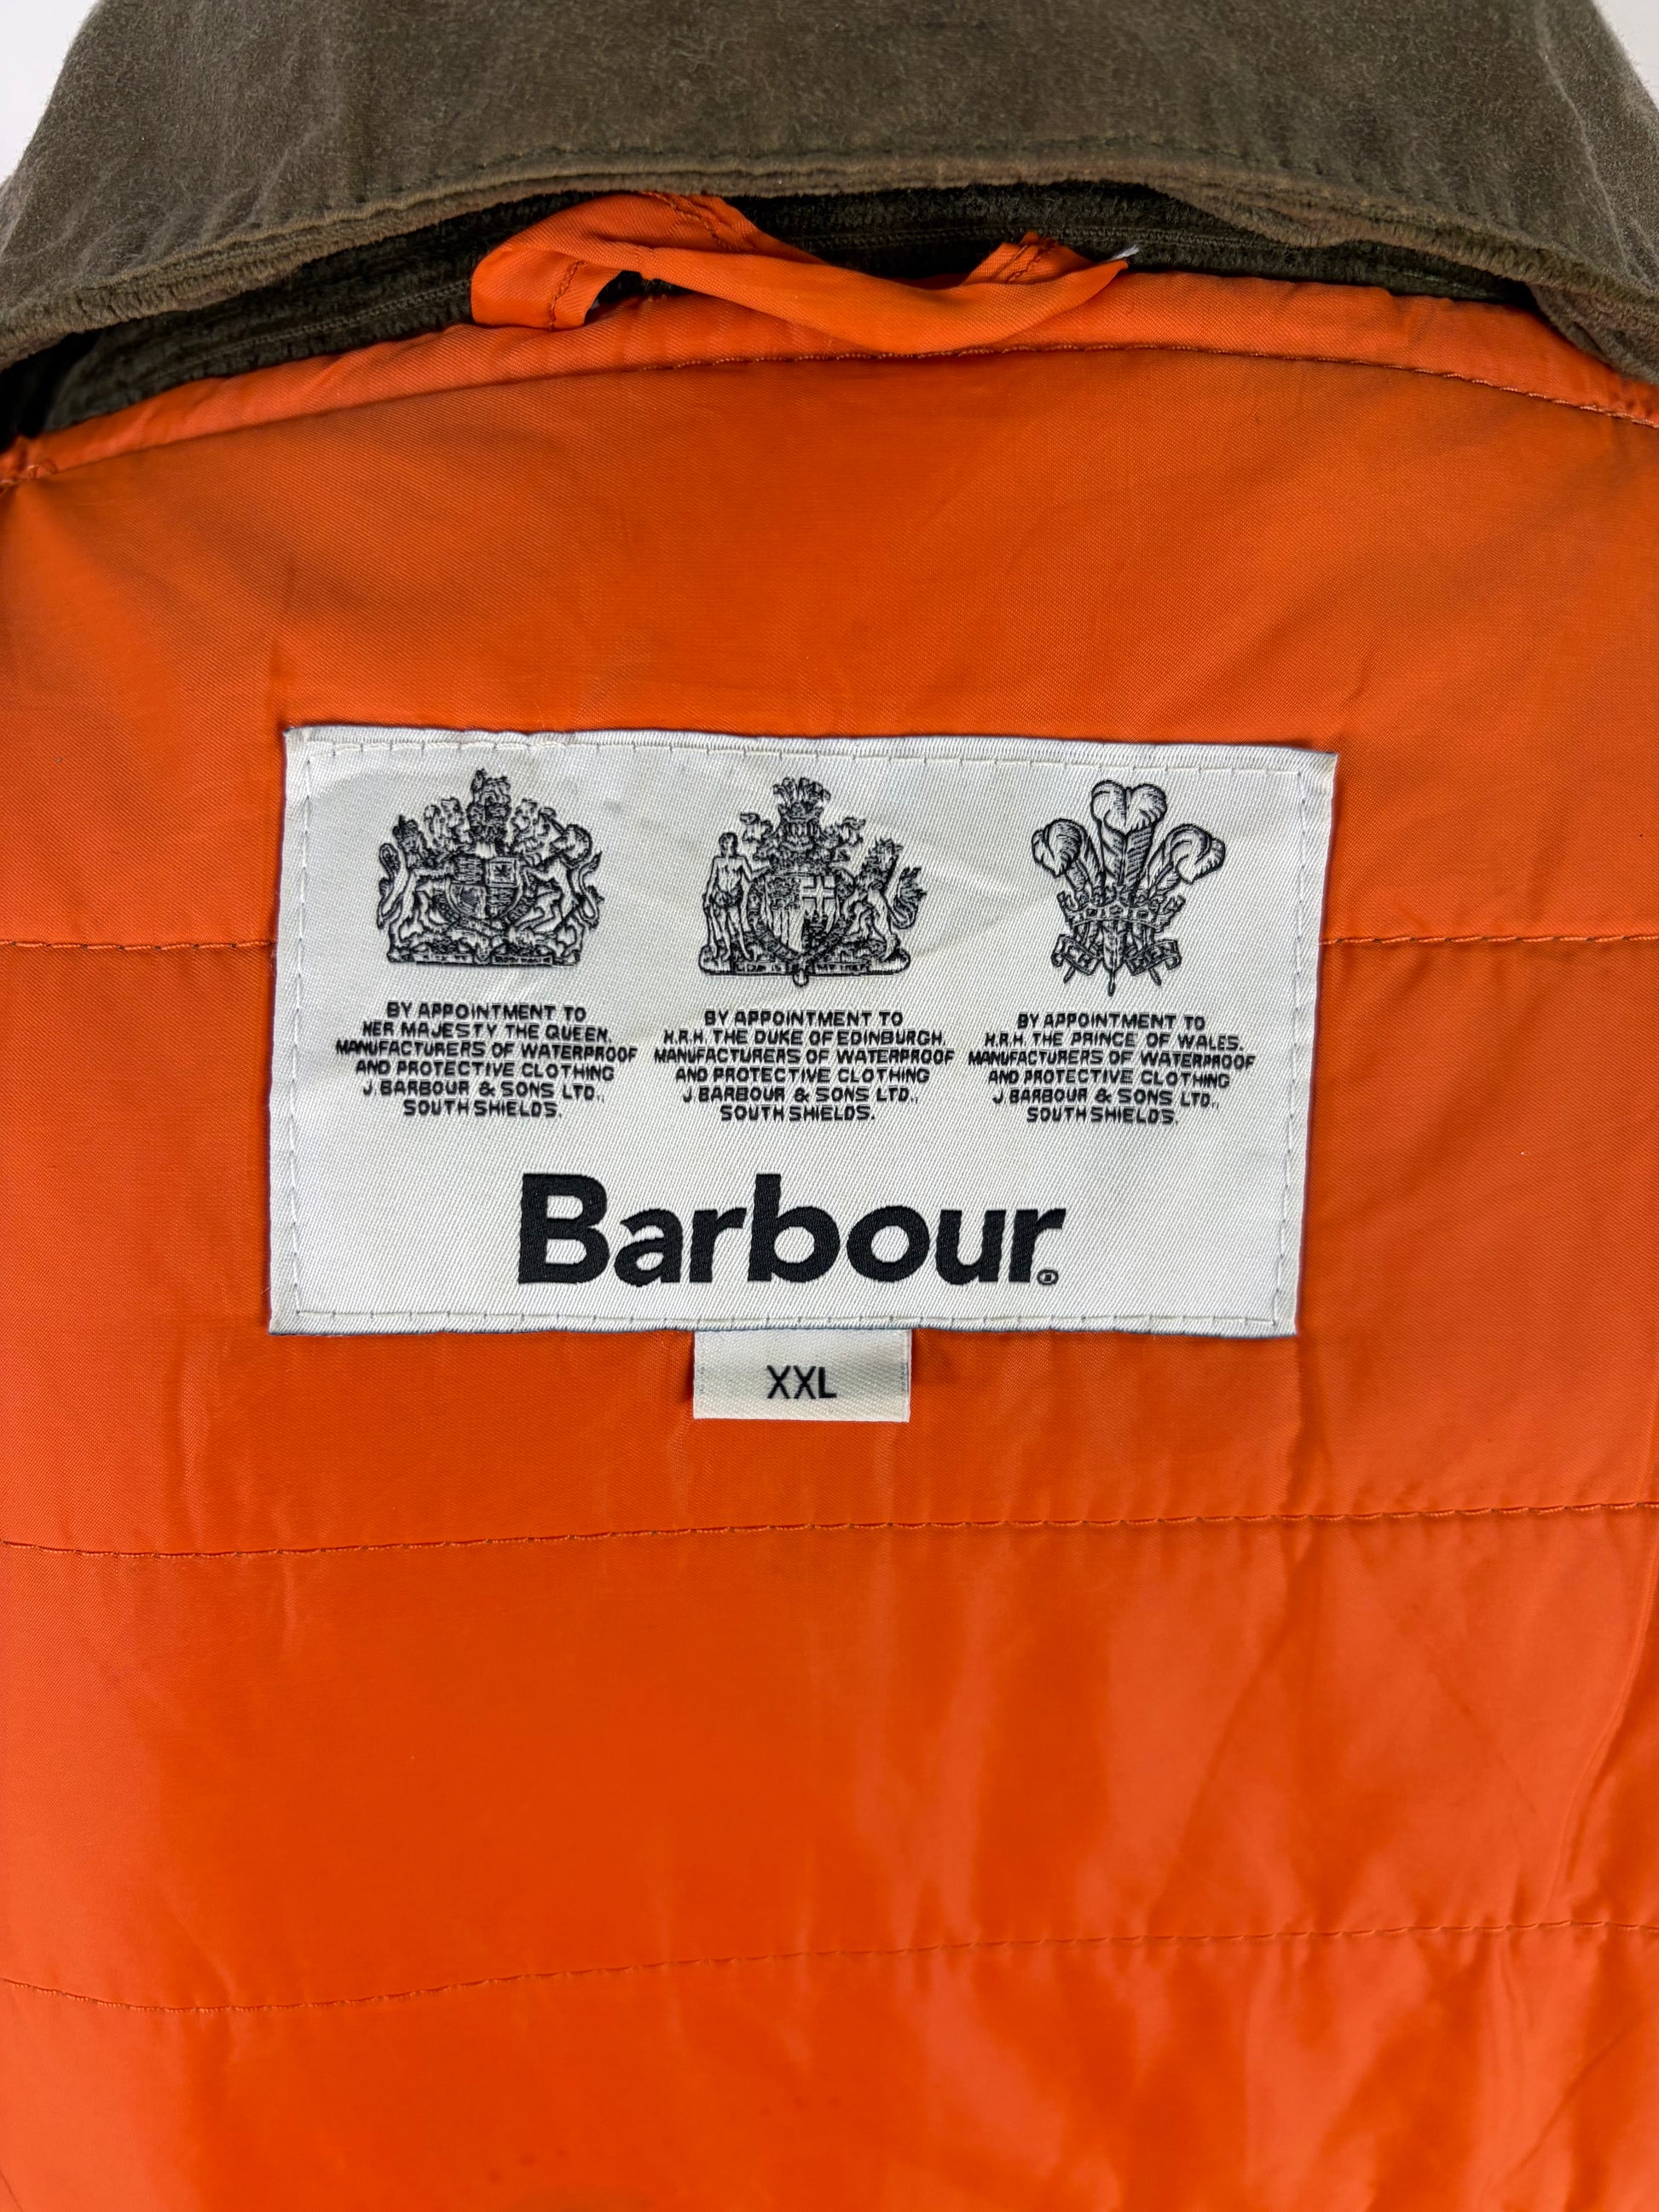 BY APPOINTMENT TO
HER MAJESTY THE QUEEN,
MANUFACTURERS OF WATERPROOF
AND PROTECTIVE CLOTHING
J.BARBOUR & SONS LTD.,
SOUTH SHIELDS.
BY APPOINTMENT TO
H.R.H. THE DUKE OF EDINBURGH,
MANUFACTURERS OF WATERPROOF
AND PROTECTIVE CLOTHING
J.BARBOUR & SONS LTD.,
SOUTH SHIELDS.
BY APPOINTMENT TO
H.R.H. THE PRINCE OF WALES.
MANUFACTURERS OF WATERPROOF
AND PROTECTIVE CLOTHING
J.BARBOUR & SONS LTD.,
SOUTH SHIELDS.
Barbour®
XXL